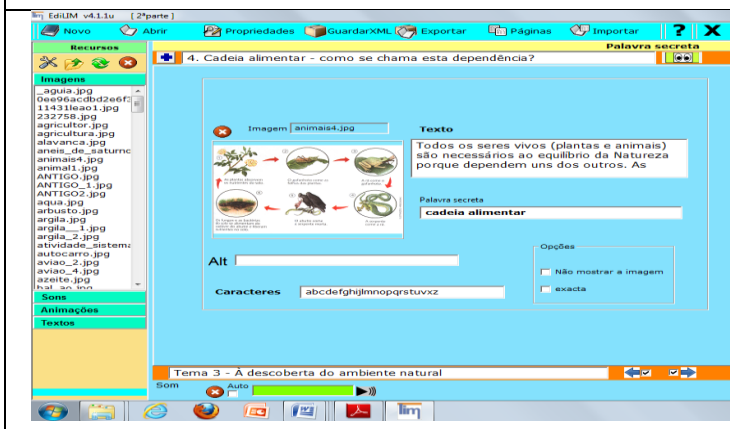 EdiLIM v4.1.1u [ 2ªparte ]
Novo Abrir Propriedades GuardarXML Exportar Páginas Importar ? X
Recursos
Palavra secreta
4. Cadeia alimentar - como se chama esta dependência?
Imagens
_aguia.jpg
0ee96acdbd2e6f
11431leao1.jpg
232758.jpg
agricultor.jpg
agricultura.jpg
alavanca.jpg
aneis_de_saturno
animais4.jpg
animal1.jpg
ANTIGO.jpg
ANTIGO_1.jpg
ANTIGO2.jpg
aqua.jpg
arbusto.jpg
argila.jpg
argila__1.jpg
argila_2.jpg
atividade_sistema
autocarro.jpg
aviao_2.jpg
aviao_4.jpg
azeite.jpg
Sons
Animações
Textos
Imagem animais4.jpg
Texto
Todos os seres vivos (plantas e animais)
são necessários ao equilíbrio da Natureza
porque dependem uns dos outros. As
Palavra secreta
cadeia alimentar
Alt
Caracteres abcdefghijlmnopqrstuvxz
Opções
Não mostrar a imagem
exacta
Tema 3 - À descoberta do ambiente natural
Som Auto
lim